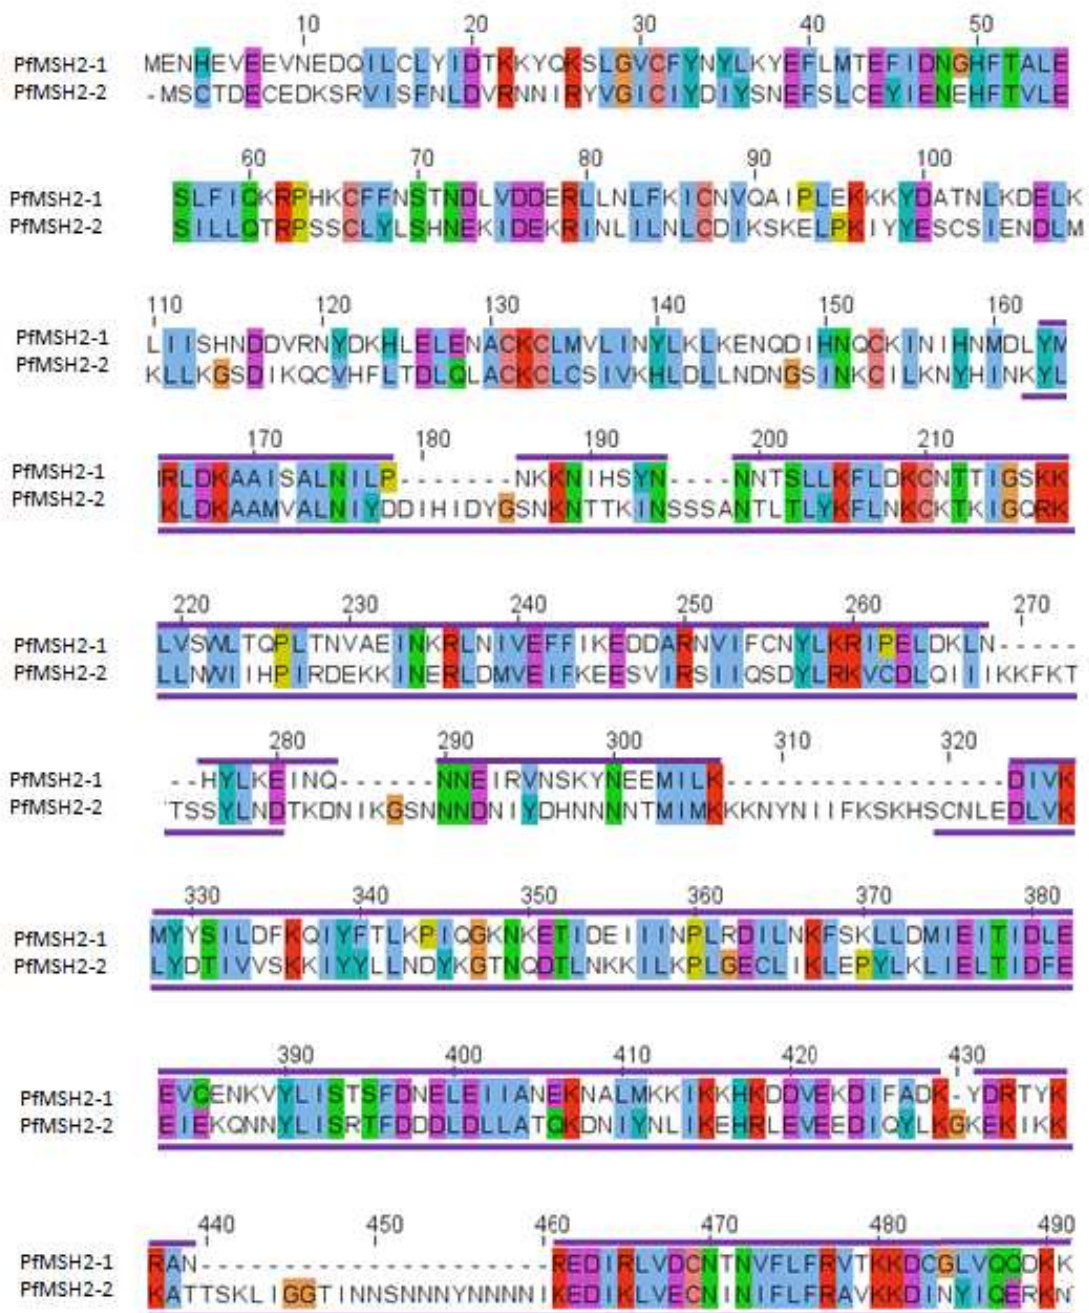 10 20 30 40 50
PfMSH2-1 MENHEVEEVNEDQILCLYIDTKKYQKSLGVCFYNYLKYEFLMTEFIDNGHFTALE
PfMSH2-2 -MSCTDECEDKSRVISFNLDVRNNIRYVGICIYDIYSNEFSLCEYIENEHFTVLE
60 70 80 90 100
PfMSH2-1 SLFIQKRPHKCFFNSTNDLVDDERLLNLFKICNVQAIPLEKKKYDATNLKDELK
PfMSH2-2 SILLQTRPSSCLYLSHNEKIDEKRINLILNLCDIKSKELPKIYYESCSIENDLM
110 120 130 140 150 160
PfMSH2-1 LIISHNDDVRNYDKHLELENACKCLMVLINYLKLKENQDIHNQCKINIHNMDLYM
PfMSH2-2 KLLKGSDIKQCVHFLTDLQLACKCLCSIVKHLDLLNDNGSINKCILKNYHINKYL
170 180 190 200 210
PfMSH2-1 IRLDKAAISALNILP-------NKKNIHSYN----NNTSLLKFLDKCNTTIGSKK
PfMSH2-2 KLDKAAMVALNIYDDIHIDYGSNKNTTKINSSSANTLTLYKFLNKCKTKIGQRK
220 230 240 250 260 270
PfMSH2-1 LVSWLTQPLTNVAEINKRLNIVEFFIKEDDARNVIFCNYLKRIPELDKLN-----
PfMSH2-2 LLNWIIHPIRDEKKINERLDMVEIFKEESVIRSIIQSDYLRKVCDLQIIIKKFKT
280 290 300 310 320
PfMSH2-1 --HYLKEINQ------NNEIRVNSKYNEEMILK-----------------DIVK
PfMSH2-2 TSSYLNDTKDNIKGSNNNDNIYDHNNNNTMIMKKKNYNIIFKSKHSCNLEDLVK
330 340 350 360 370 380
PfMSH2-1 MYYSILDFKQIYFTLKPIQGKNKETIDEIIINPLRDILNKFSKLLDMIEITIDLE
PfMSH2-2 LYDTIVVSKKIYYLLNDYKGTNQDTLNKKILKPLGECLIKLEPYLKLIELTIDFE
390 400 410 420 430
PfMSH2-1 EVQENKVYLISTSFDNELEIIANEKNALMKKIKKHKDDVEKDIFADK-YDRTYK
PfMSH2-2 EIEKQNNYLISRTFDDDLDLLATQKDNIYNLIKEHRLEVEEDIQYLKGKEKIKK
440 450 460 470 480 490
PfMSH2-1 RAN---------------------REDIRLVDCNTNVFLFRVTKKDCGLVQQDKK
PfMSH2-2 KATTSKLIGGTINNSNNNYNNNNIKEDIKLVECNINIFLFRAVKKDINYIQERKN